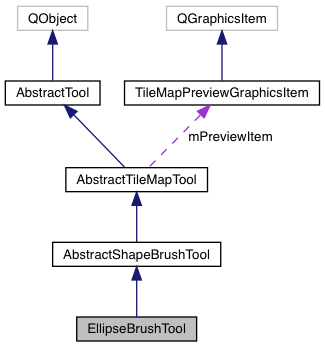 QObject
QGraphicsItem
AbstractTool
TileMapPreviewGraphicsItem
mPreviewItem
AbstractTileMapTool
AbstractShapeBrushTool
EllipseBrushTool